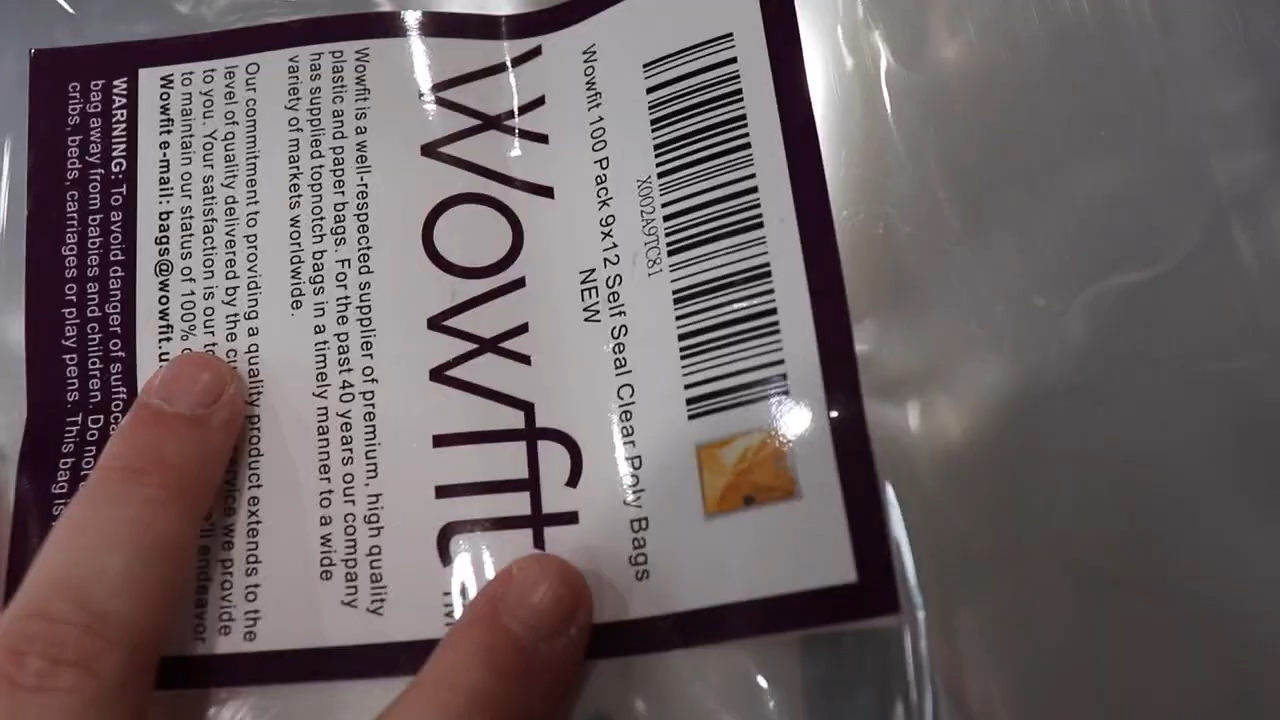 X002A9TC81
Wowfit 100 Pack 9x12 Self Seal Clear Poly Bags
NEW
Wowfit
Wowfit is a well-respected supplier of premium, high quality
plastic and paper bags. For the past 40 years our company
has supplied topnotch bags in a timely manner to a wide
variety of markets worldwide.
Our commitment to providing a quality product extends to the
level of quality delivered by the service we provide
to you. Your satisfaction is our endeavor
to maintain our status of 100%
Wowfit e-mail: bags@wowfit.u
WARNING: To avoid danger of
bag away from babies and children. Do not
cribs, beds, carriages or play pens. This bag is